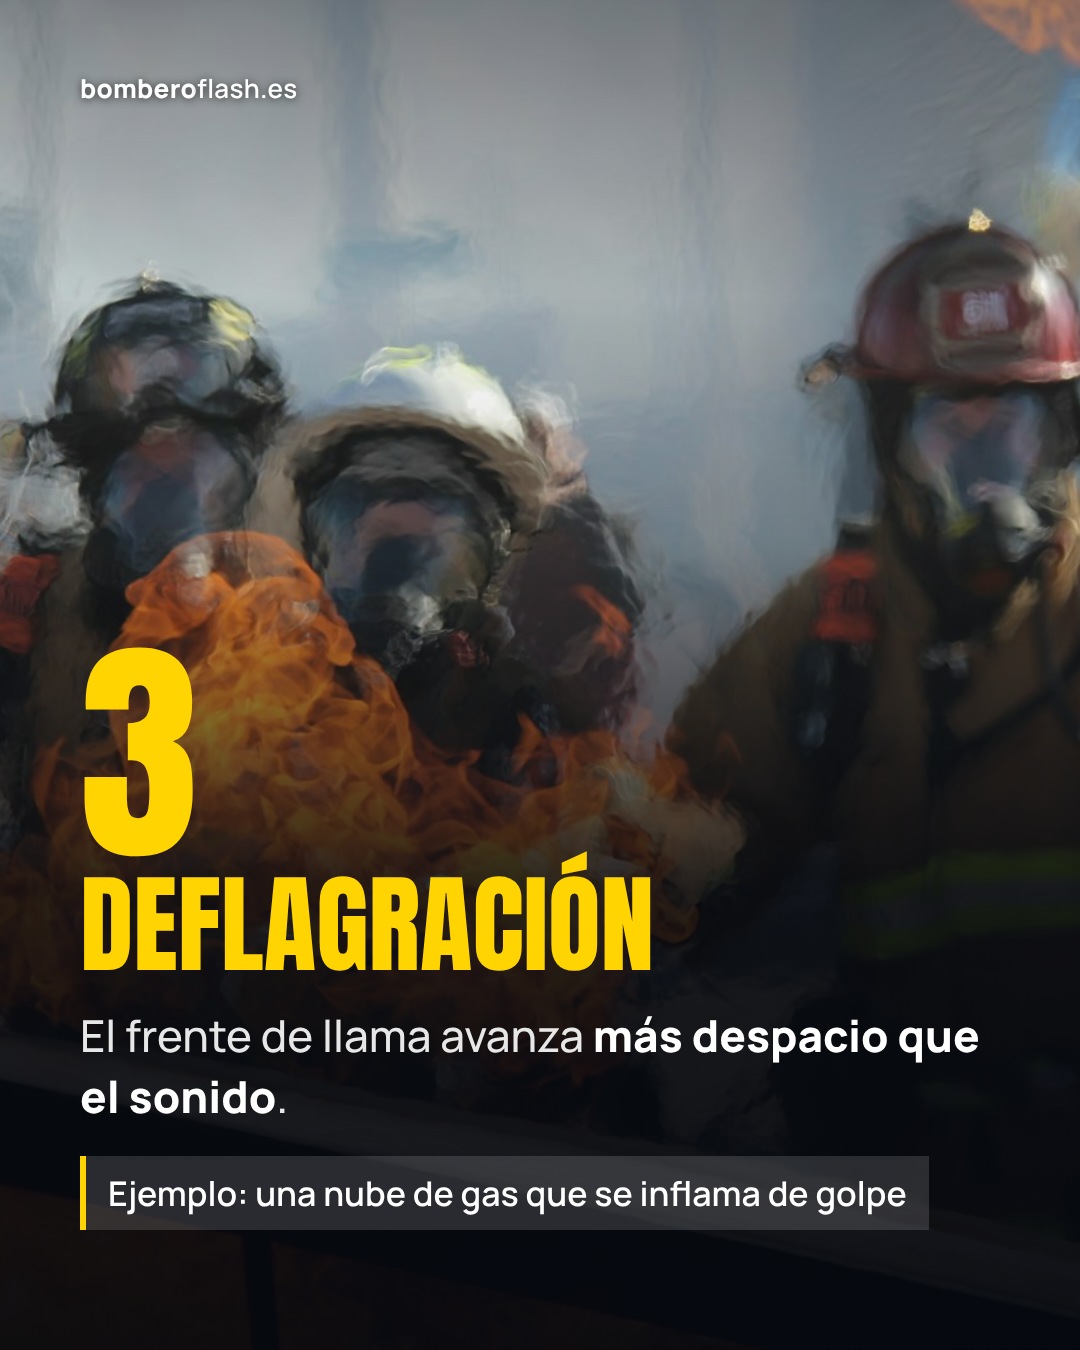 bomberoflash.es
3
DEFLAGRACIÓN
El frente de llama avanza más despacio que
el sonido.
Ejemplo: una nube de gas que se inflama de golpe